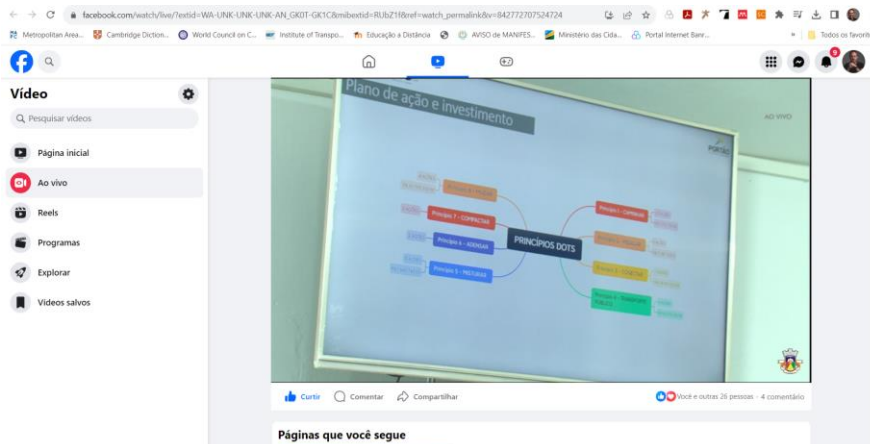 facebook.com/watch/live/?extid=WA-UNK-UNK-UNK-AN_GK0T-GK1C&mibextid=RUbZ1f&ref=watch_permalink&v=842772707524724
Metropolitan Area... Cambridge Diction... World Council on C... Institute of Transpo... Educação a Distância AVISO de MANIFES... Ministério das Cida... Portal Internet Banr... » Todos os favorit
9
Vídeo
Pesquisar vídeos
Página inicial
Ao vivo
Reels
Programas
Explorar
Vídeos salvos
Plano de ação e investimento
AO VIVO
PORTÃO
PRINCÍPIOS DOTS
Princípio 1 - CAMINHAR
Princípio 4 - TRANSPORTE PÚBLICO
Princípio 7 - COMPACTAR
Princípio 6 - ADENSAR
Princípio 5 - MISTURAR
Curtir Comentar Compartilhar Você e outras 26 pessoas · 4 comentário
Páginas que você segue